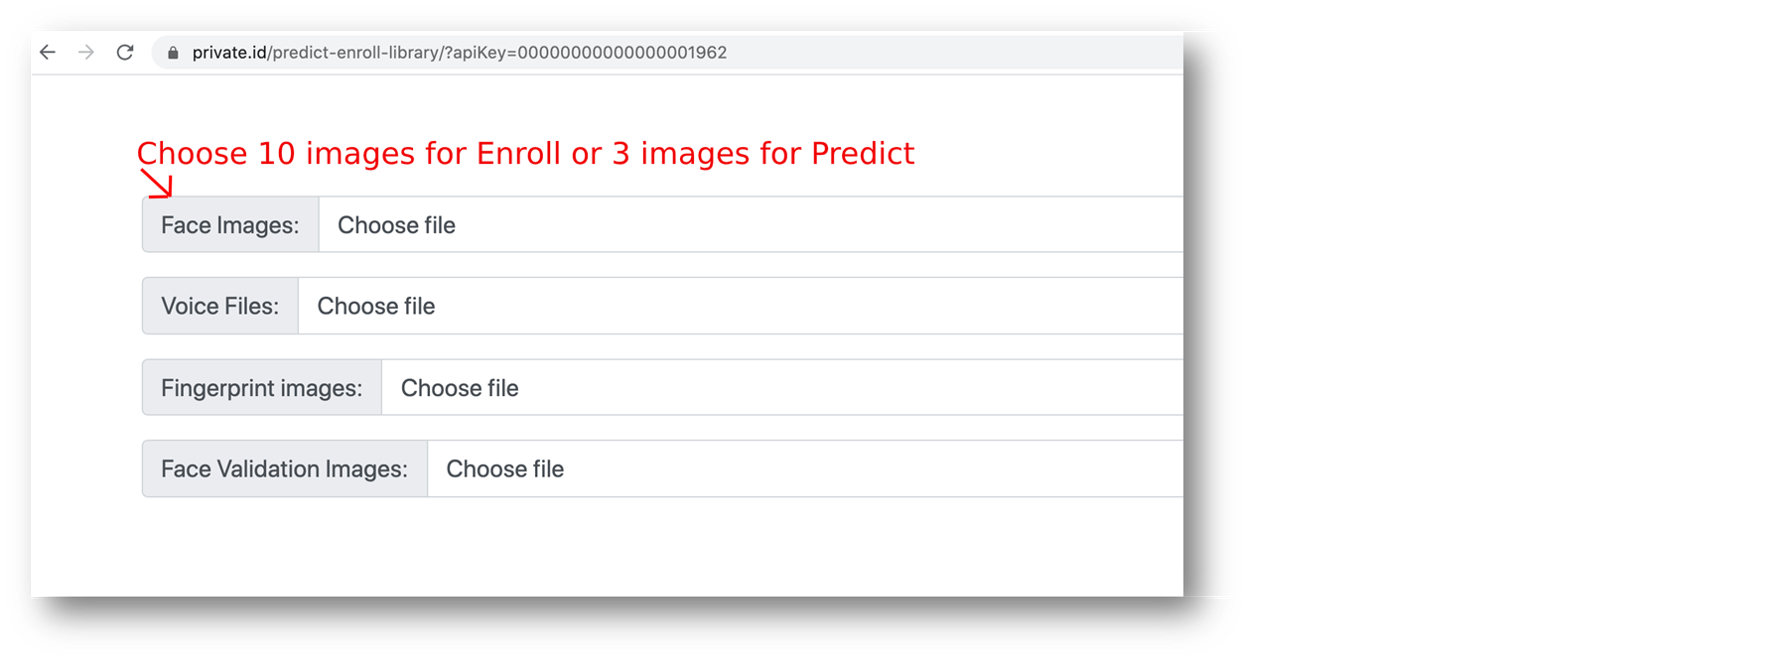 private.id/predict-enroll-library/?apiKey=00000000000000001962
Choose 10 images for Enroll or 3 images for Predict
Face Images: Choose file
Voice Files: Choose file
Fingerprint images: Choose file
Face Validation Images: Choose file